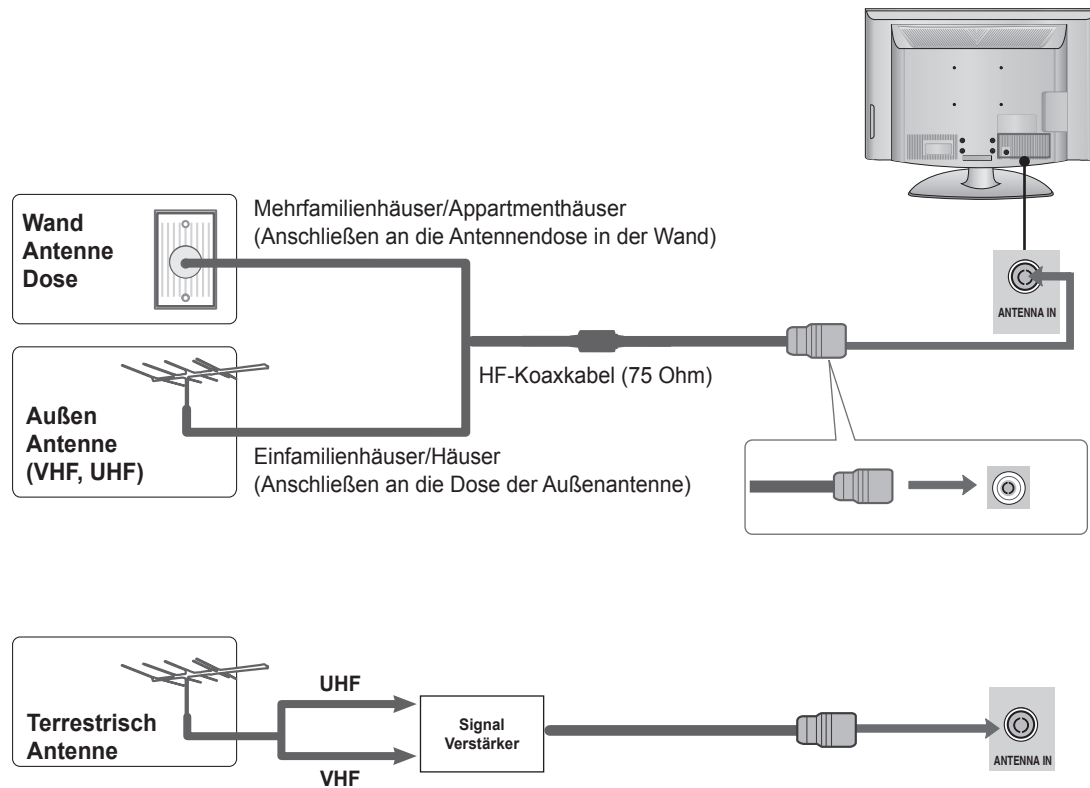 Wand
Antenne
Dose
Mehrfamilienhäuser/Appartmenthäuser
(Anschließen an die Antennendose in der Wand)
ANTENNA IN
HF-Koaxkabel (75 Ohm)
Außen
Antenne
(VHF, UHF)
Einfamilienhäuser/Häuser
(Anschließen an die Dose der Außenantenne)
Terrestrisch
Antenne
UHF
VHF
Signal
Verstärker
ANTENNA IN